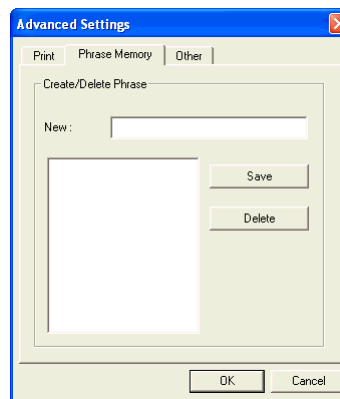 Advanced Settings
Print Phrase Memory Other
Create/Delete Phrase
New :
Save
Delete
OK Cancel